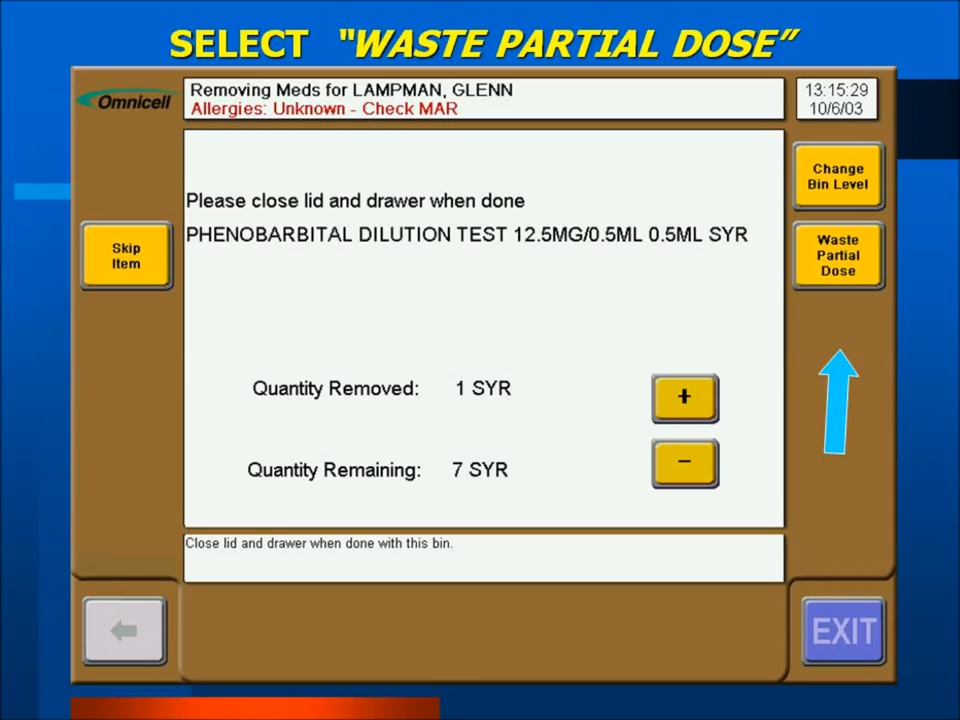 SELECT "WASTE PARTIAL DOSE"
Omnicell
Removing Meds for LAMPMAN, GLENN
Allergies: Unknown - Check MAR
13:15:29
10/6/03
Change
Bin Level
Please close lid and drawer when done
PHENOBARBITAL DILUTION TEST 12.5MG/0.5ML 0.5ML SYR
Skip
Item
Waste
Partial
Dose
Quantity Removed: 1 SYR
+
Quantity Remaining: 7 SYR
−
Close lid and drawer when done with this bin.
EXIT